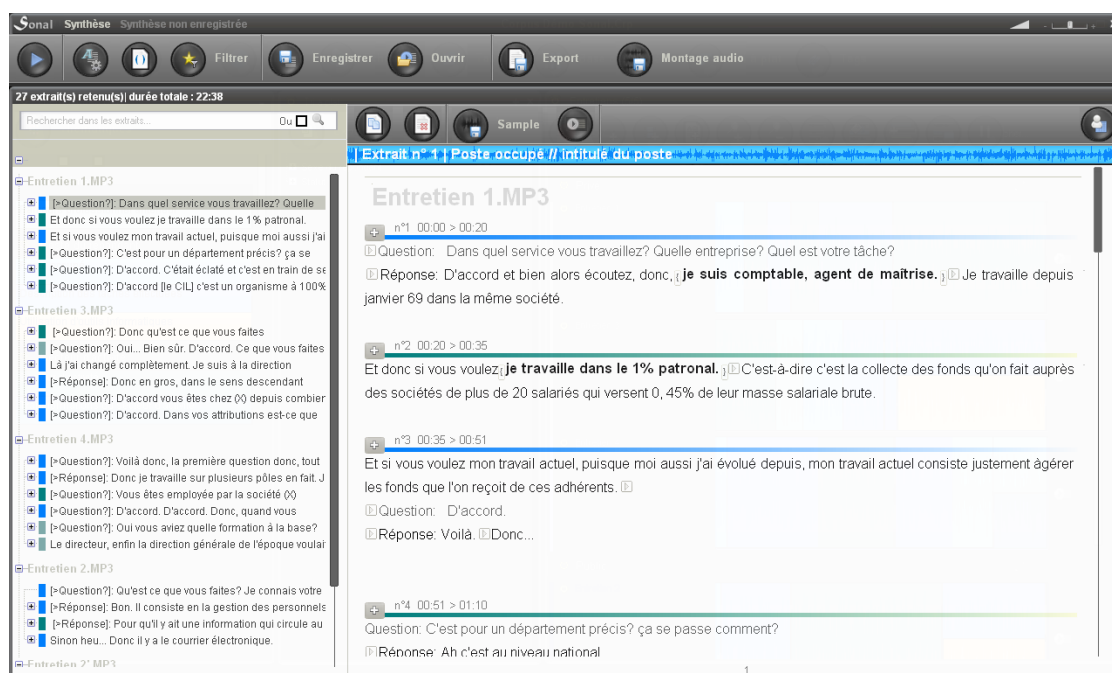 Sonal Synthèse Synthèse non enregistrée
Filtrer Enregistrer Ouvrir Export Montage audio
27 extrait(s) retenu(s)| durée totale : 22:38
Rechercher dans les extraits... Ou
Sample
| Extrait n° 1 | Poste occupé // intitulé du poste
Entretien 1.MP3
[>Question?]: Dans quel service vous travaillez? Quelle
Et donc si vous voulez je travaille dans le 1% patronal.
Et si vous voulez mon travail actuel, puisque moi aussi j'ai
[>Question?]: C'est pour un département précis? ça se
[>Question?]: D'accord. C'était éclaté et c'est en train de se
[>Question?]: D'accord [le CIL] c'est un organisme à 100%
Entretien 3.MP3
[>Question?]: Donc qu'est ce que vous faites
[>Question?]: Oui... Bien sûr. D'accord. Ce que vous faites
Là j'ai changé complètement. Je suis à la direction
[>Réponse]: Donc en gros, dans le sens descendant
[>Question?]: D'accord vous êtes chez (X) depuis combien
[>Question?]: D'accord. Dans vos attributions est-ce que
Entretien 4.MP3
[>Question?]: Voilà donc, la première question donc, tout
[>Réponse]: Donc je travaille sur plusieurs pôles en fait. J
[>Question?]: Vous êtes employée par la société (X)
[>Question?]: D'accord. D'accord. Donc, quand vous
[>Question?]: Oui vous aviez quelle formation à la base?
Le directeur, enfin la direction générale de l'époque voulai
Entretien 2.MP3
[>Question?]: Qu'est ce que vous faites? Je connais votre
[>Réponse]: Bon. Il consiste en la gestion des personnels
[>Réponse]: Pour qu'il y ait une information qui circule au
Sinon heu... Donc il y a le courrier électronique.
Entretien 2'.MP3
Entretien 1.MP3
n°1 00:00 > 00:20
Question: Dans quel service vous travaillez? Quelle entreprise? Quel est votre tâche?
Réponse: D'accord et bien alors écoutez, donc, { je suis comptable, agent de maîtrise. } Je travaille depuis
janvier 69 dans la même société.
n°2 00:20 > 00:35
Et donc si vous voulez { je travaille dans le 1% patronal. } C'est-à-dire c'est la collecte des fonds qu'on fait auprès
des sociétés de plus de 20 salariés qui versent 0, 45% de leur masse salariale brute.
n°3 00:35 > 00:51
Et si vous voulez mon travail actuel, puisque moi aussi j'ai évolué depuis, mon travail actuel consiste justement àgérer
les fonds que l'on reçoit de ces adhérents.
Question: D'accord.
Réponse: Voilà. Donc...
n°4 00:51 > 01:10
Question: C'est pour un département précis? ça se passe comment?
Réponse: Ah c'est au niveau national
1